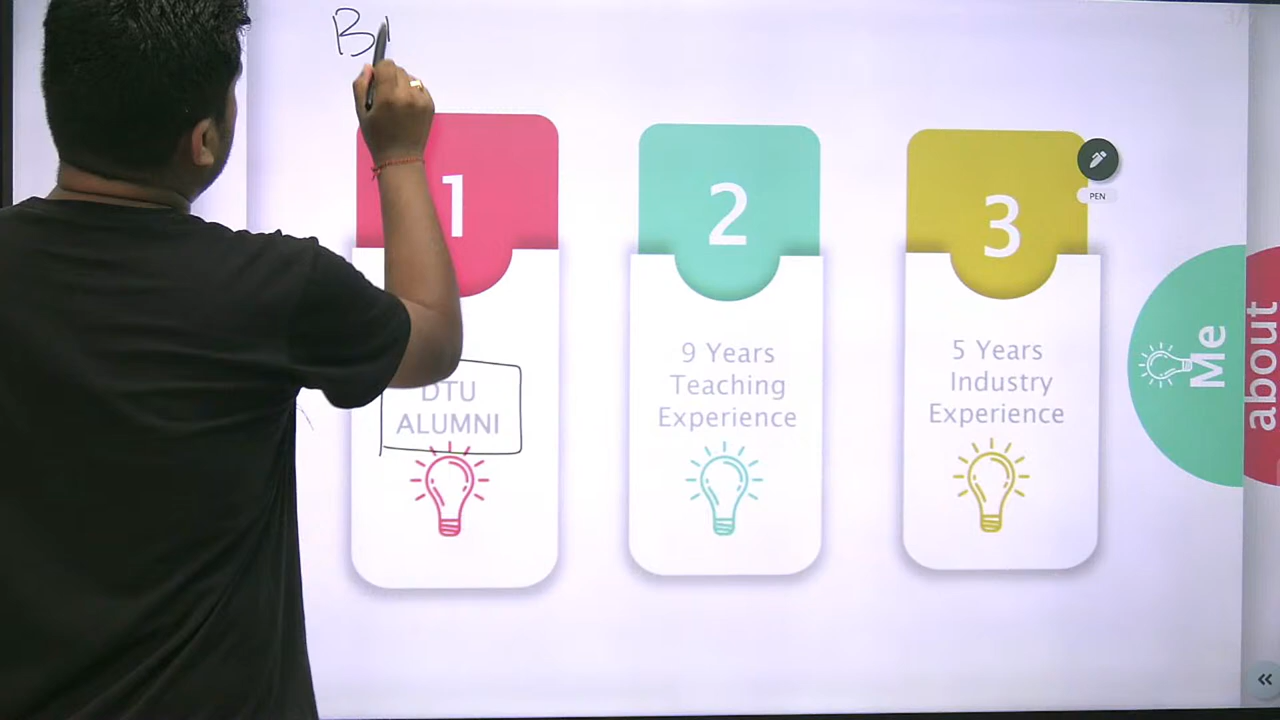 B
1
2
3
PEN
DTU
ALUMNI
9 Years
Teaching
Experience
5 Years
Industry
Experience
about
Me